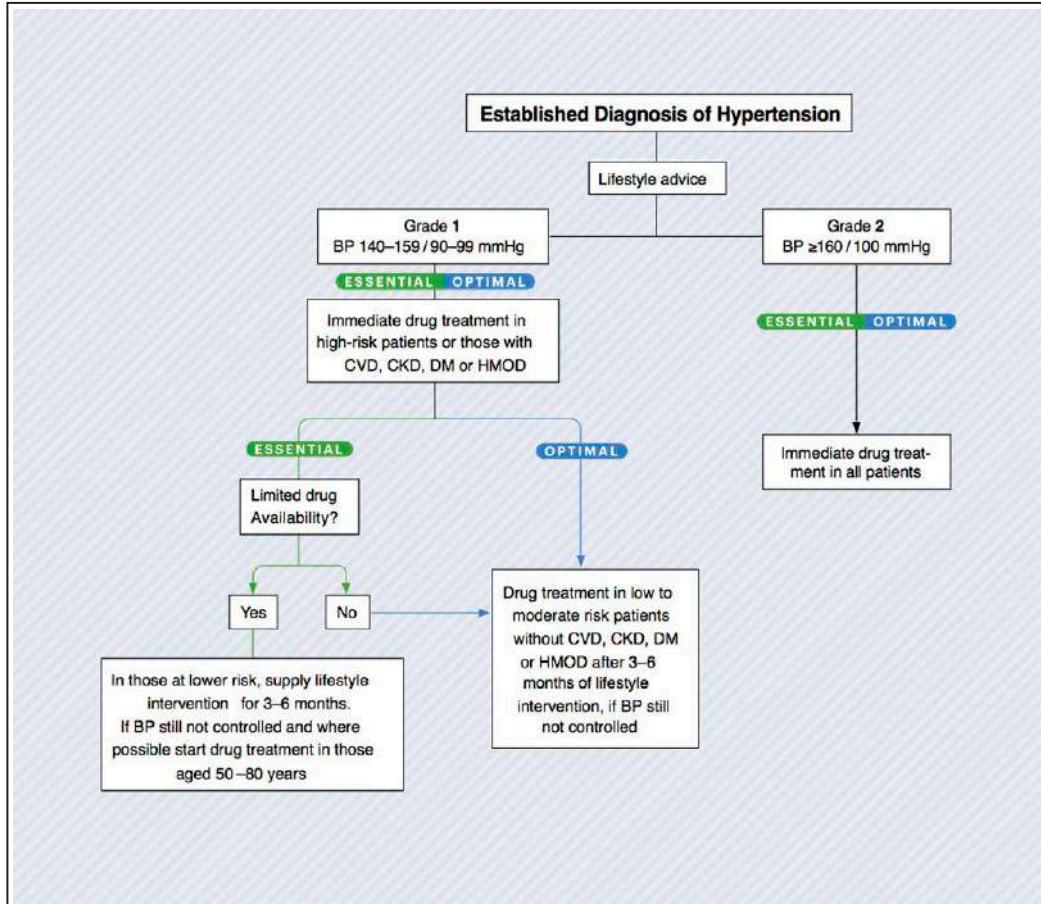 Established Diagnosis of Hypertension
Lifestyle advice
Grade 1
BP 140–159 / 90–99 mmHg
Grade 2
BP ≥160 / 100 mmHg
ESSENTIAL OPTIMAL
Immediate drug treatment in
high-risk patients or those with
CVD, CKD, DM or HMOD
ESSENTIAL OPTIMAL
Immediate drug treat-
ment in all patients
ESSENTIAL
OPTIMAL
Limited drug
Availability?
Yes
No
In those at lower risk, supply lifestyle
intervention for 3–6 months.
If BP still not controlled and where
possible start drug treatment in those
aged 50–80 years
Drug treatment in low to
moderate risk patients
without CVD, CKD, DM
or HMOD after 3–6
months of lifestyle
intervention, if BP still
not controlled